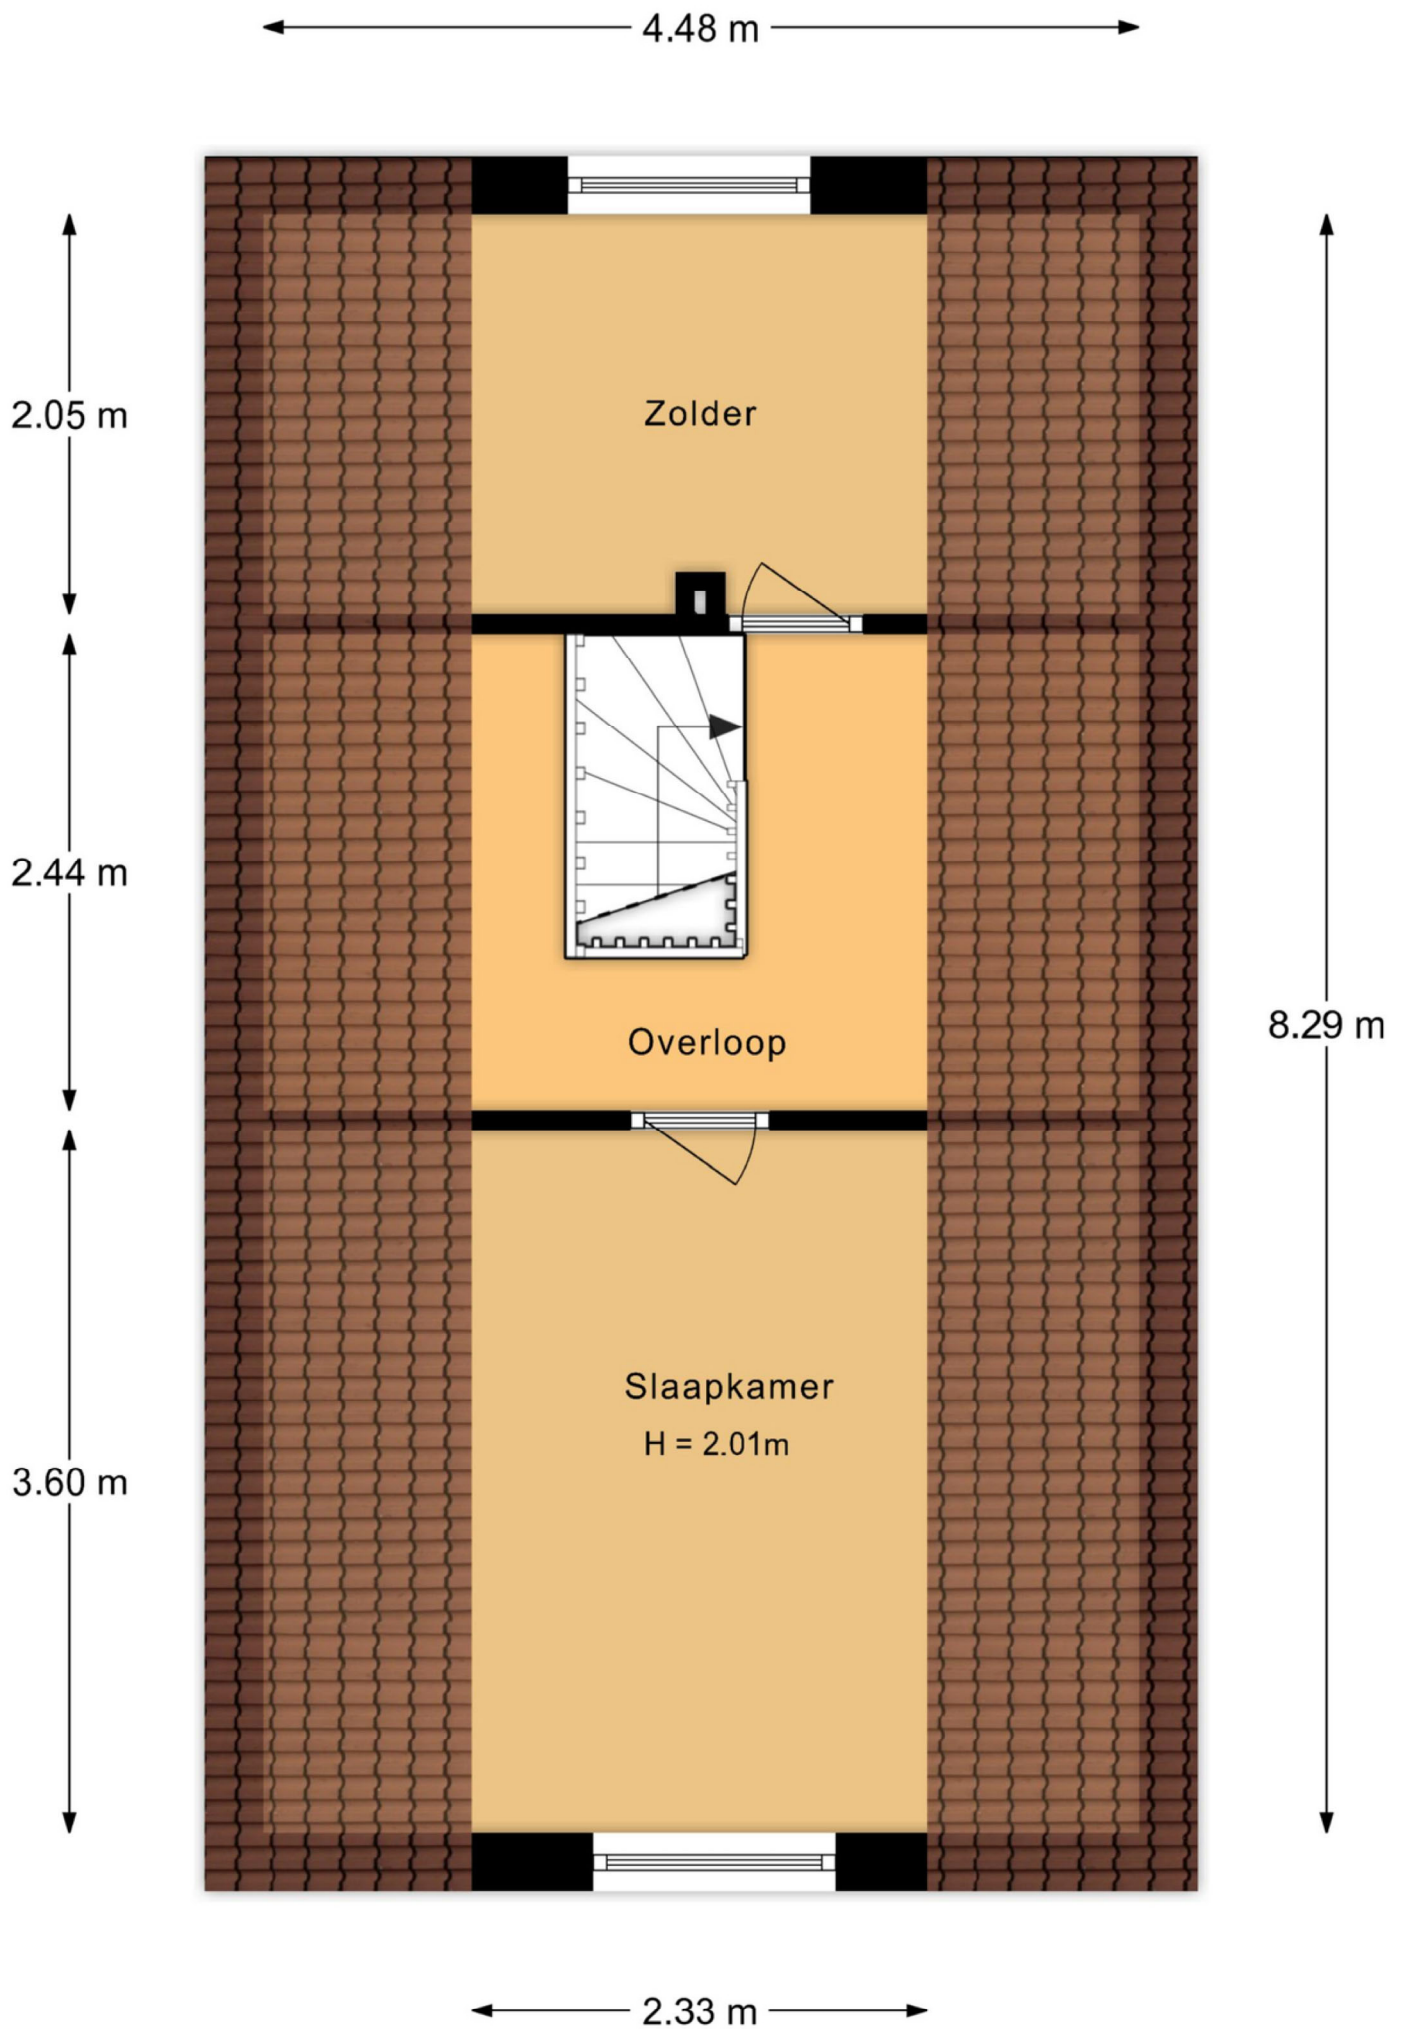 4.48 m
2.05 m
Zolder
2.44 m
8.29 m
Overloop
Slaapkamer
H = 2.01m
3.60 m
2.33 m